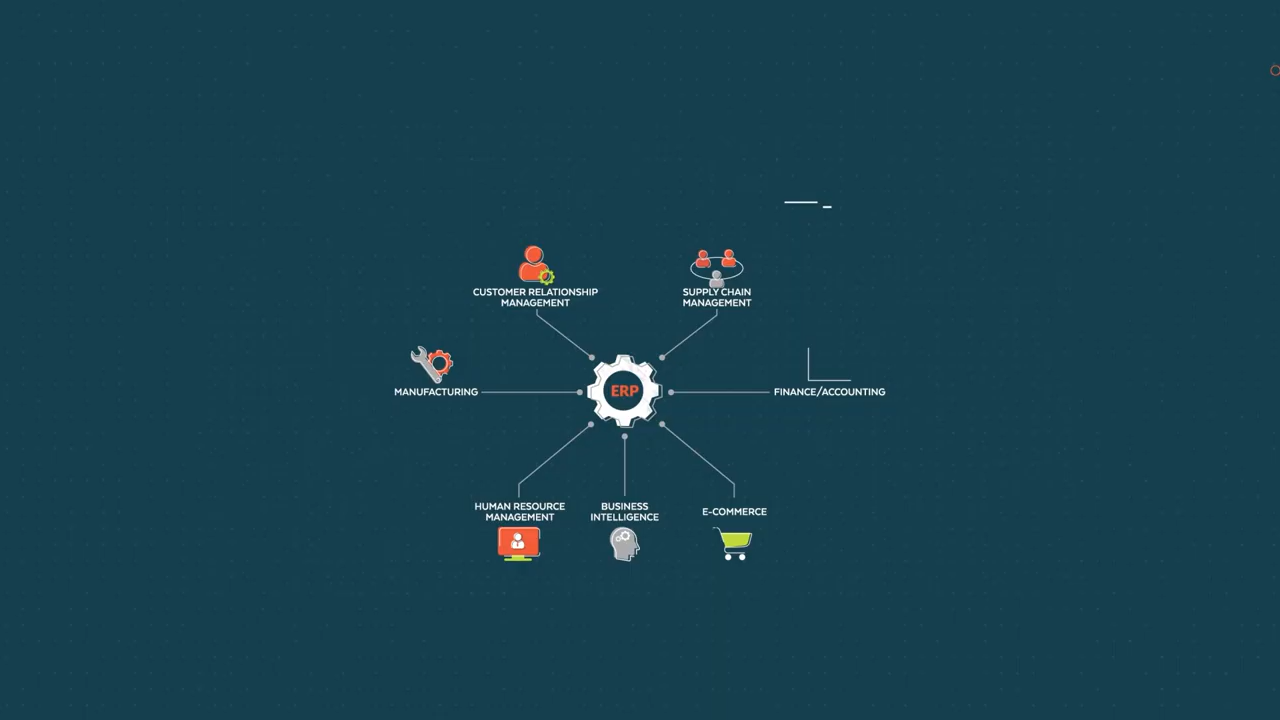 CUSTOMER RELATIONSHIP
MANAGEMENT
SUPPLY CHAIN
MANAGEMENT
MANUFACTURING
ERP
FINANCE/ACCOUNTING
HUMAN RESOURCE
MANAGEMENT
BUSINESS
INTELLIGENCE
E-COMMERCE